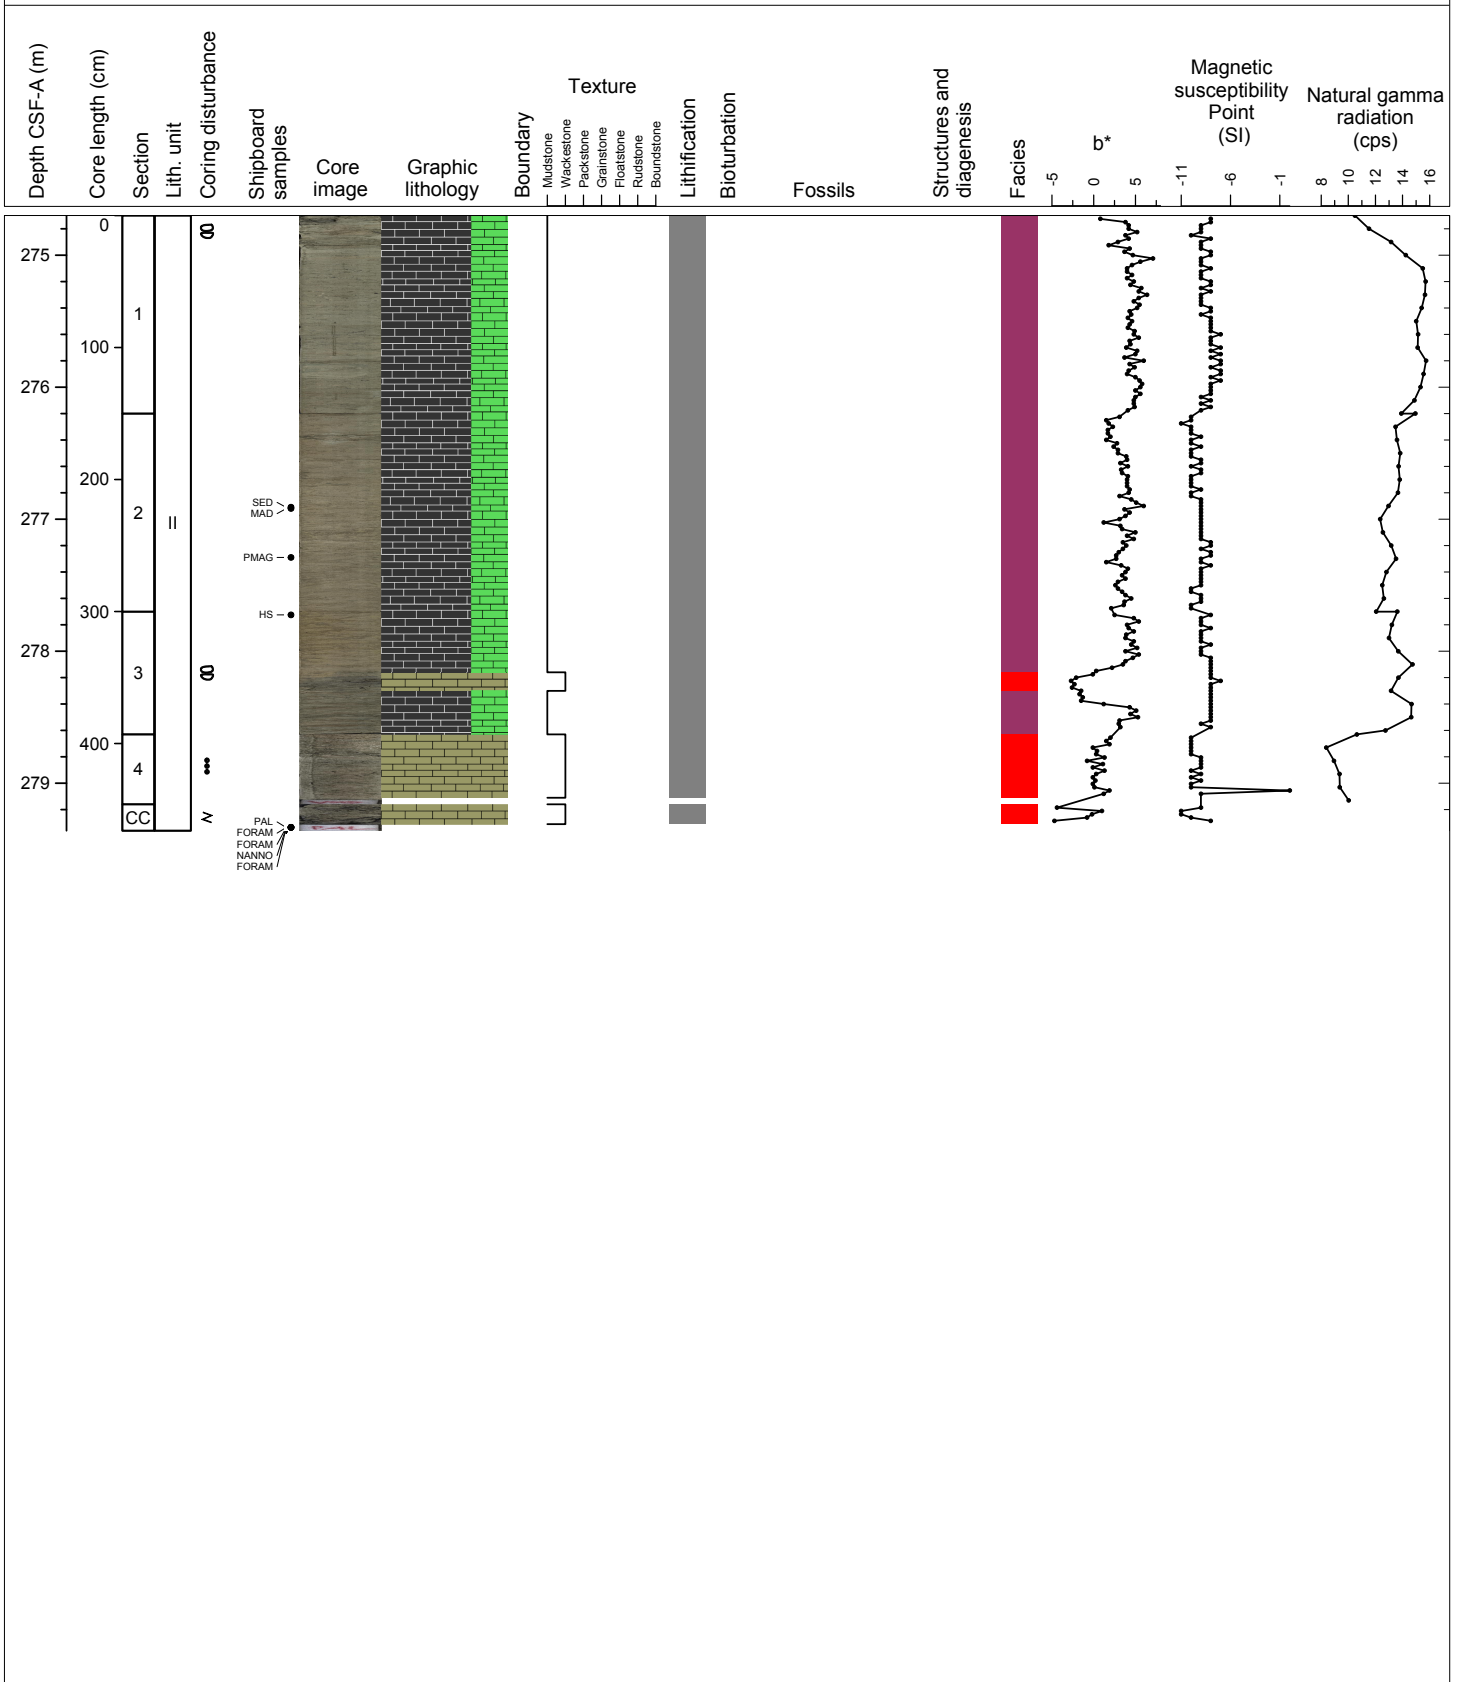 Depth CSF-A (m)
Core length (cm)
Section
Lith. unit
Coring disturbance
Shipboard
samples
Core
image
Graphic
lithology
Boundary
Texture
Mudstone
Wackestone
Packstone
Grainstone
Floatstone
Rudstone
Boundstone
Lithification
Bioturbation
Fossils
Structures and
diagenesis
Facies
b*
-5
0
5
Magnetic
susceptibility
Point
(SI)
-11
-6
-1
Natural gamma
radiation
(cps)
8
10
12
14
16
275
276
277
278
279
0
100
200
300
400
1
2
3
4
CC
II
SED
MAD
PMAG
HS
PAL
FORAM
FORAM
NANNO
FORAM